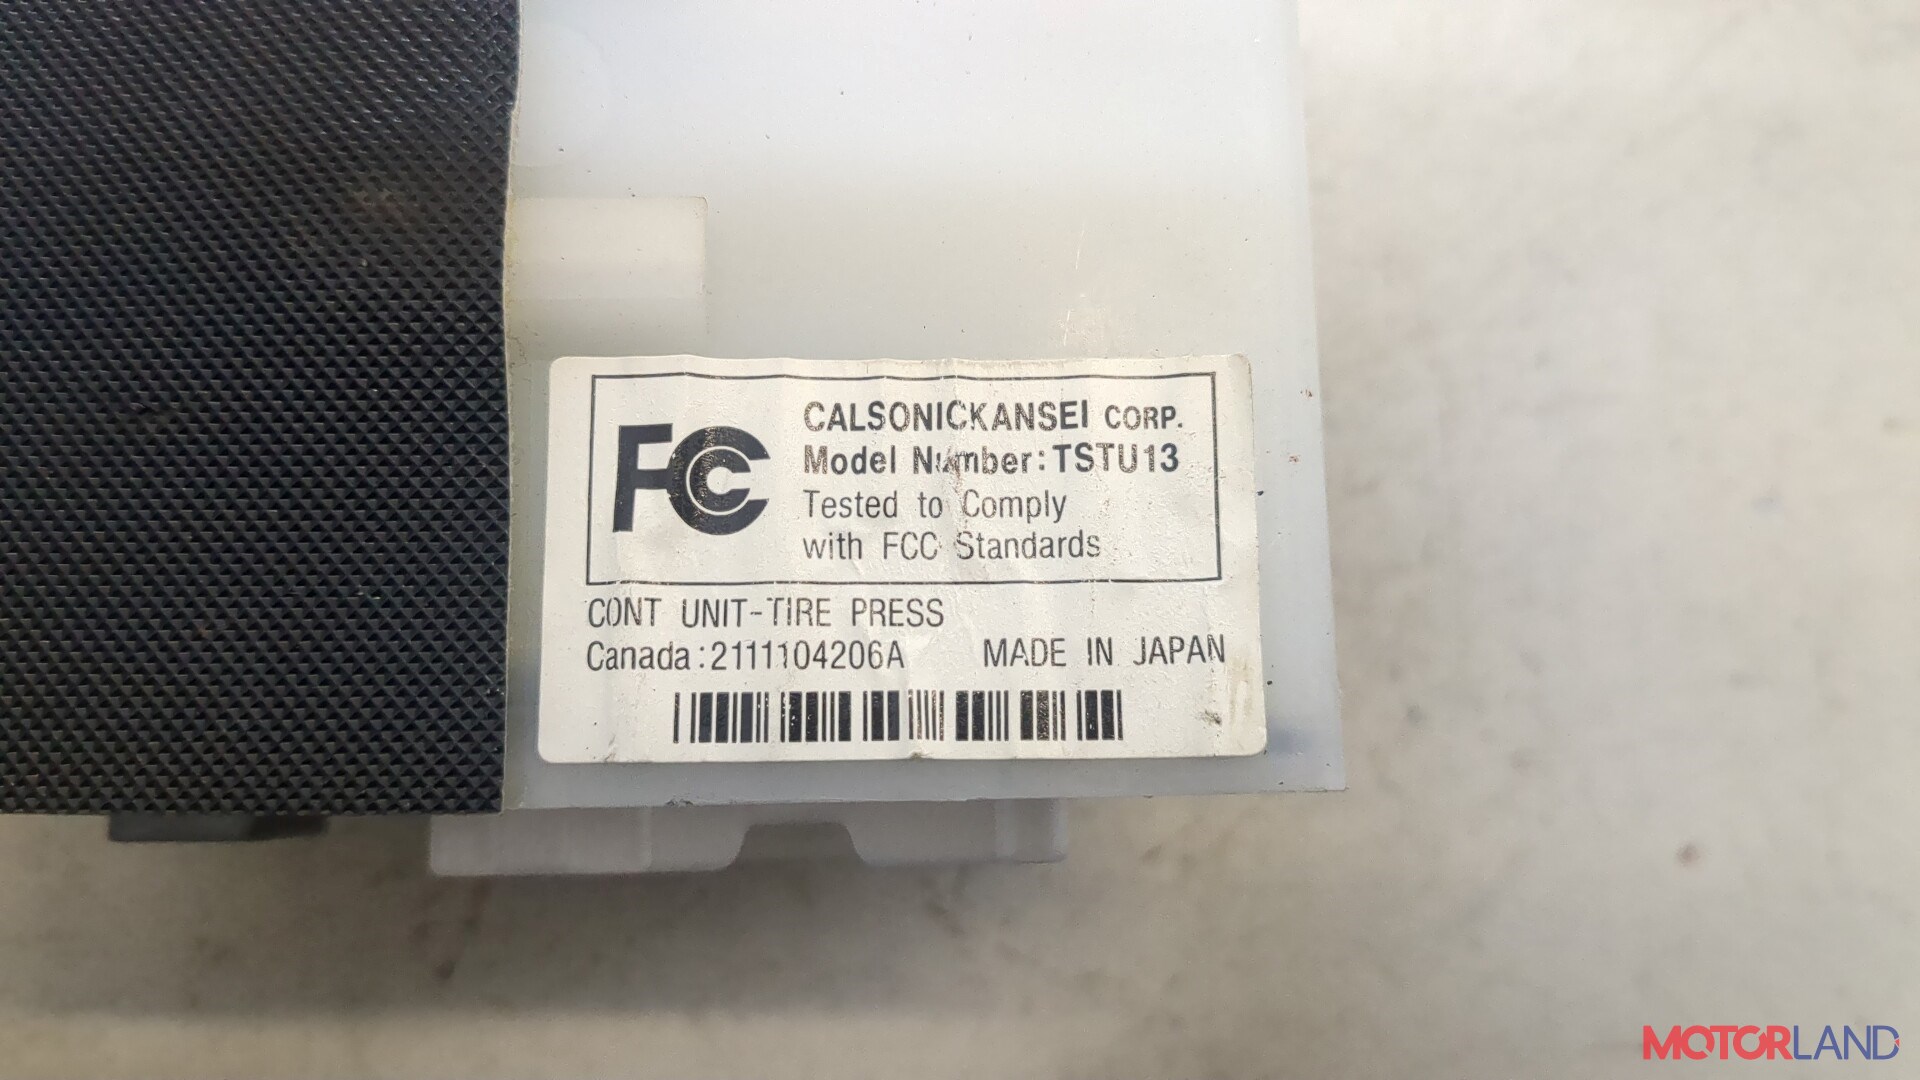 FCC
CALSONICKANSEI CORP.
Model Number:TSTU13
Tested to Comply
with FCC Standards
CONT UNIT-TIRE PRESS
Canada:2111104206A MADE IN JAPAN
MOTORLAND